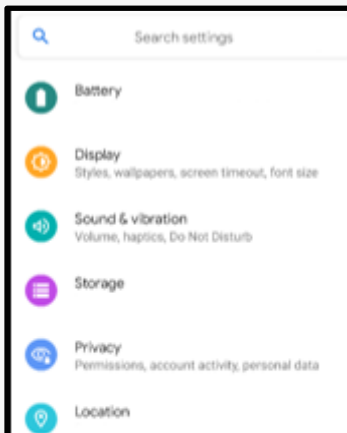 Search settings
Battery
Display
Styles, wallpapers, screen timeout, font size
Sound & vibration
Volume, haptics, Do Not Disturb
Storage
Privacy
Permissions, account activity, personal data
Location